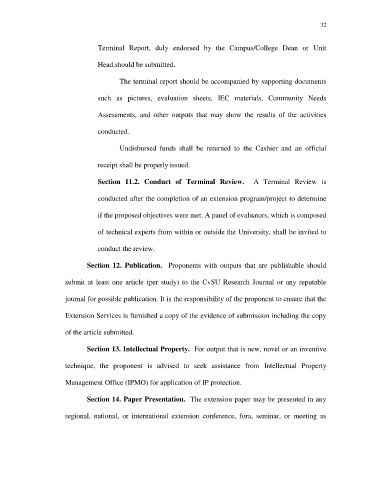 32
Terminal Report, duly endorsed by the Campus/College Dean or Unit
Head,should be submitted.
The terminal report should be accompanied by supporting documents
such as pictures, evaluation sheets, IEC materials, Community Needs
Assessments, and other outputs that may show the results of the activities
conducted.
Undisbursed funds shall be returned to the Cashier and an official
receipt shall be properly issued.
Section 11.2. Conduct of Terminal Review. A Terminal Review is
conducted after the completion of an extension program/project to determine
if the proposed objectives were met. A panel of evaluators, which is composed
of technical experts from within or outside the University, shall be invited to
conduct the review.
Section 12. Publication. Proponents with outputs that are publishable should
submit at least one article (per study) to the CvSU Research Journal or any reputable
journal for possible publication. It is the responsibility of the proponent to ensure that the
Extension Services is furnished a copy of the evidence of submission including the copy
of the article submitted.
Section 13. Intellectual Property. For output that is new, novel or an inventive
technique, the proponent is advised to seek assistance from Intellectual Property
Management Office (IPMO) for application of IP protection.
Section 14. Paper Presentation. The extension paper may be presented in any
regional, national, or international extension conference, fora, seminar, or meeting as